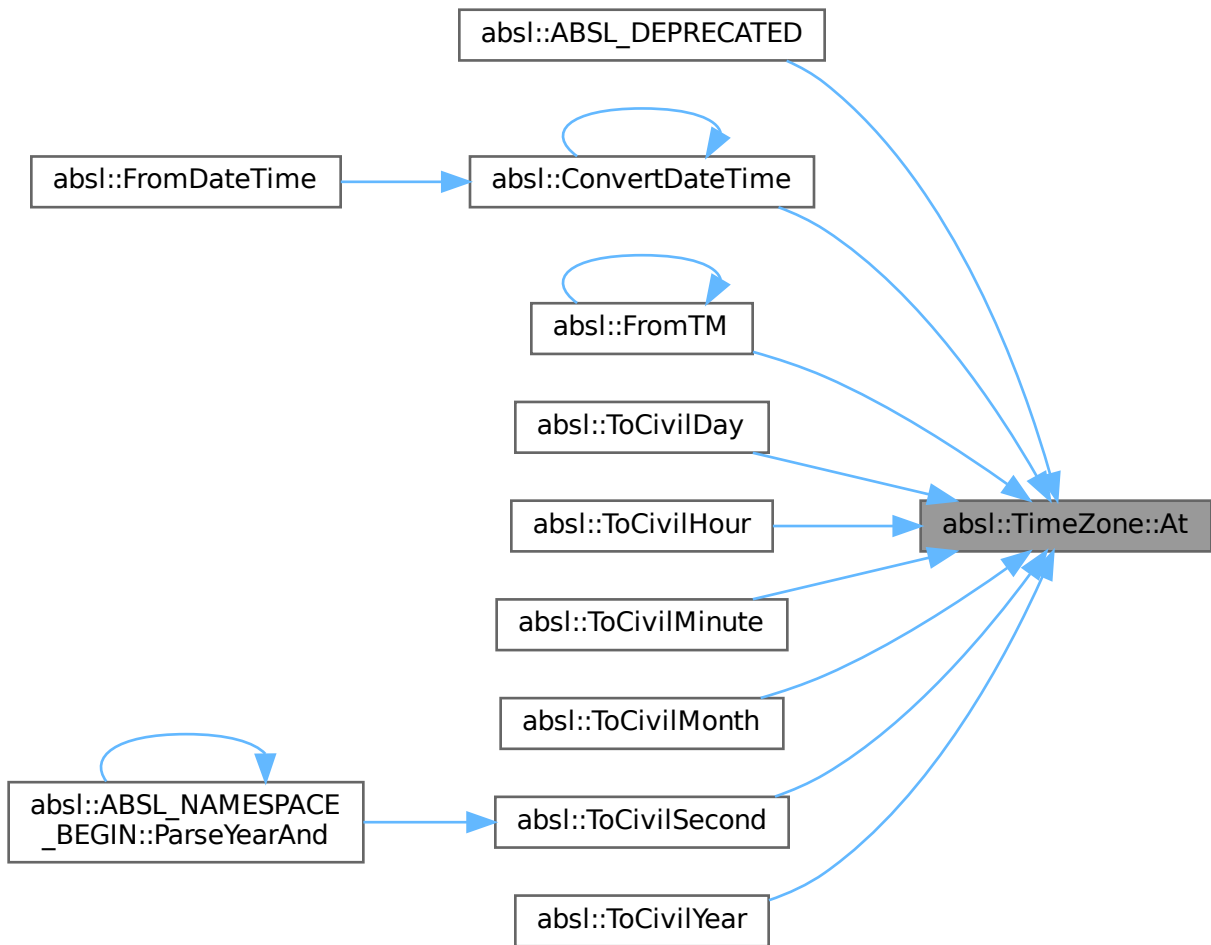 absl::ABSL_DEPRECATED
absl::FromDateTime
absl::ConvertDateTime
absl::FromTM
absl::ToCivilDay
absl::ToCivilHour
absl::TimeZone::At
absl::ToCivilMinute
absl::ToCivilMonth
absl::ABSL_NAMESPACE
_BEGIN::ParseYearAnd
absl::ToCivilSecond
absl::ToCivilYear